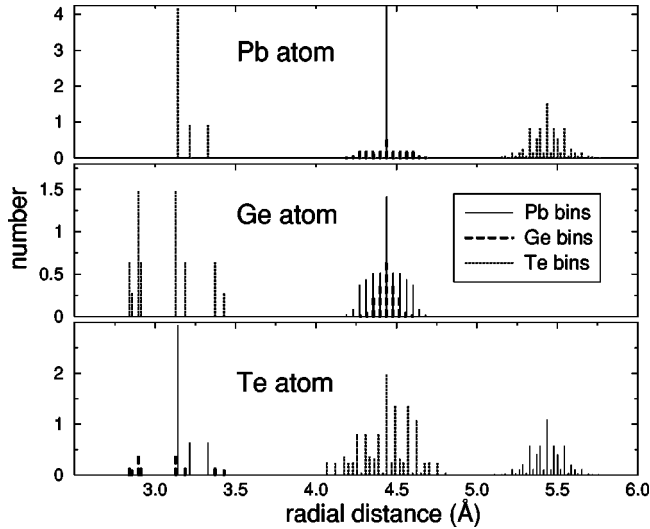 4
3
2
1
0
Pb atom
number
1.5
1
0.5
0
Ge atom
Pb bins
Ge bins
Te bins
2
1
0
Te atom
3.0 3.5 4.0 4.5 5.0 5.5 6.0
radial distance (Å)